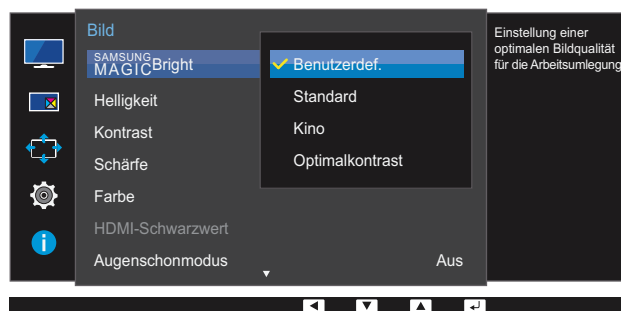 Bild
SAMSUNG
MAGICBright
Helligkeit
Kontrast
Schärfe
Farbe
HDMI-Schwarzwert
Augenschonmodus Aus
Benutzerdef.
Standard
Kino
Optimalkontrast
Einstellung einer
optimalen Bildqualität
für die Arbeitsumlegung